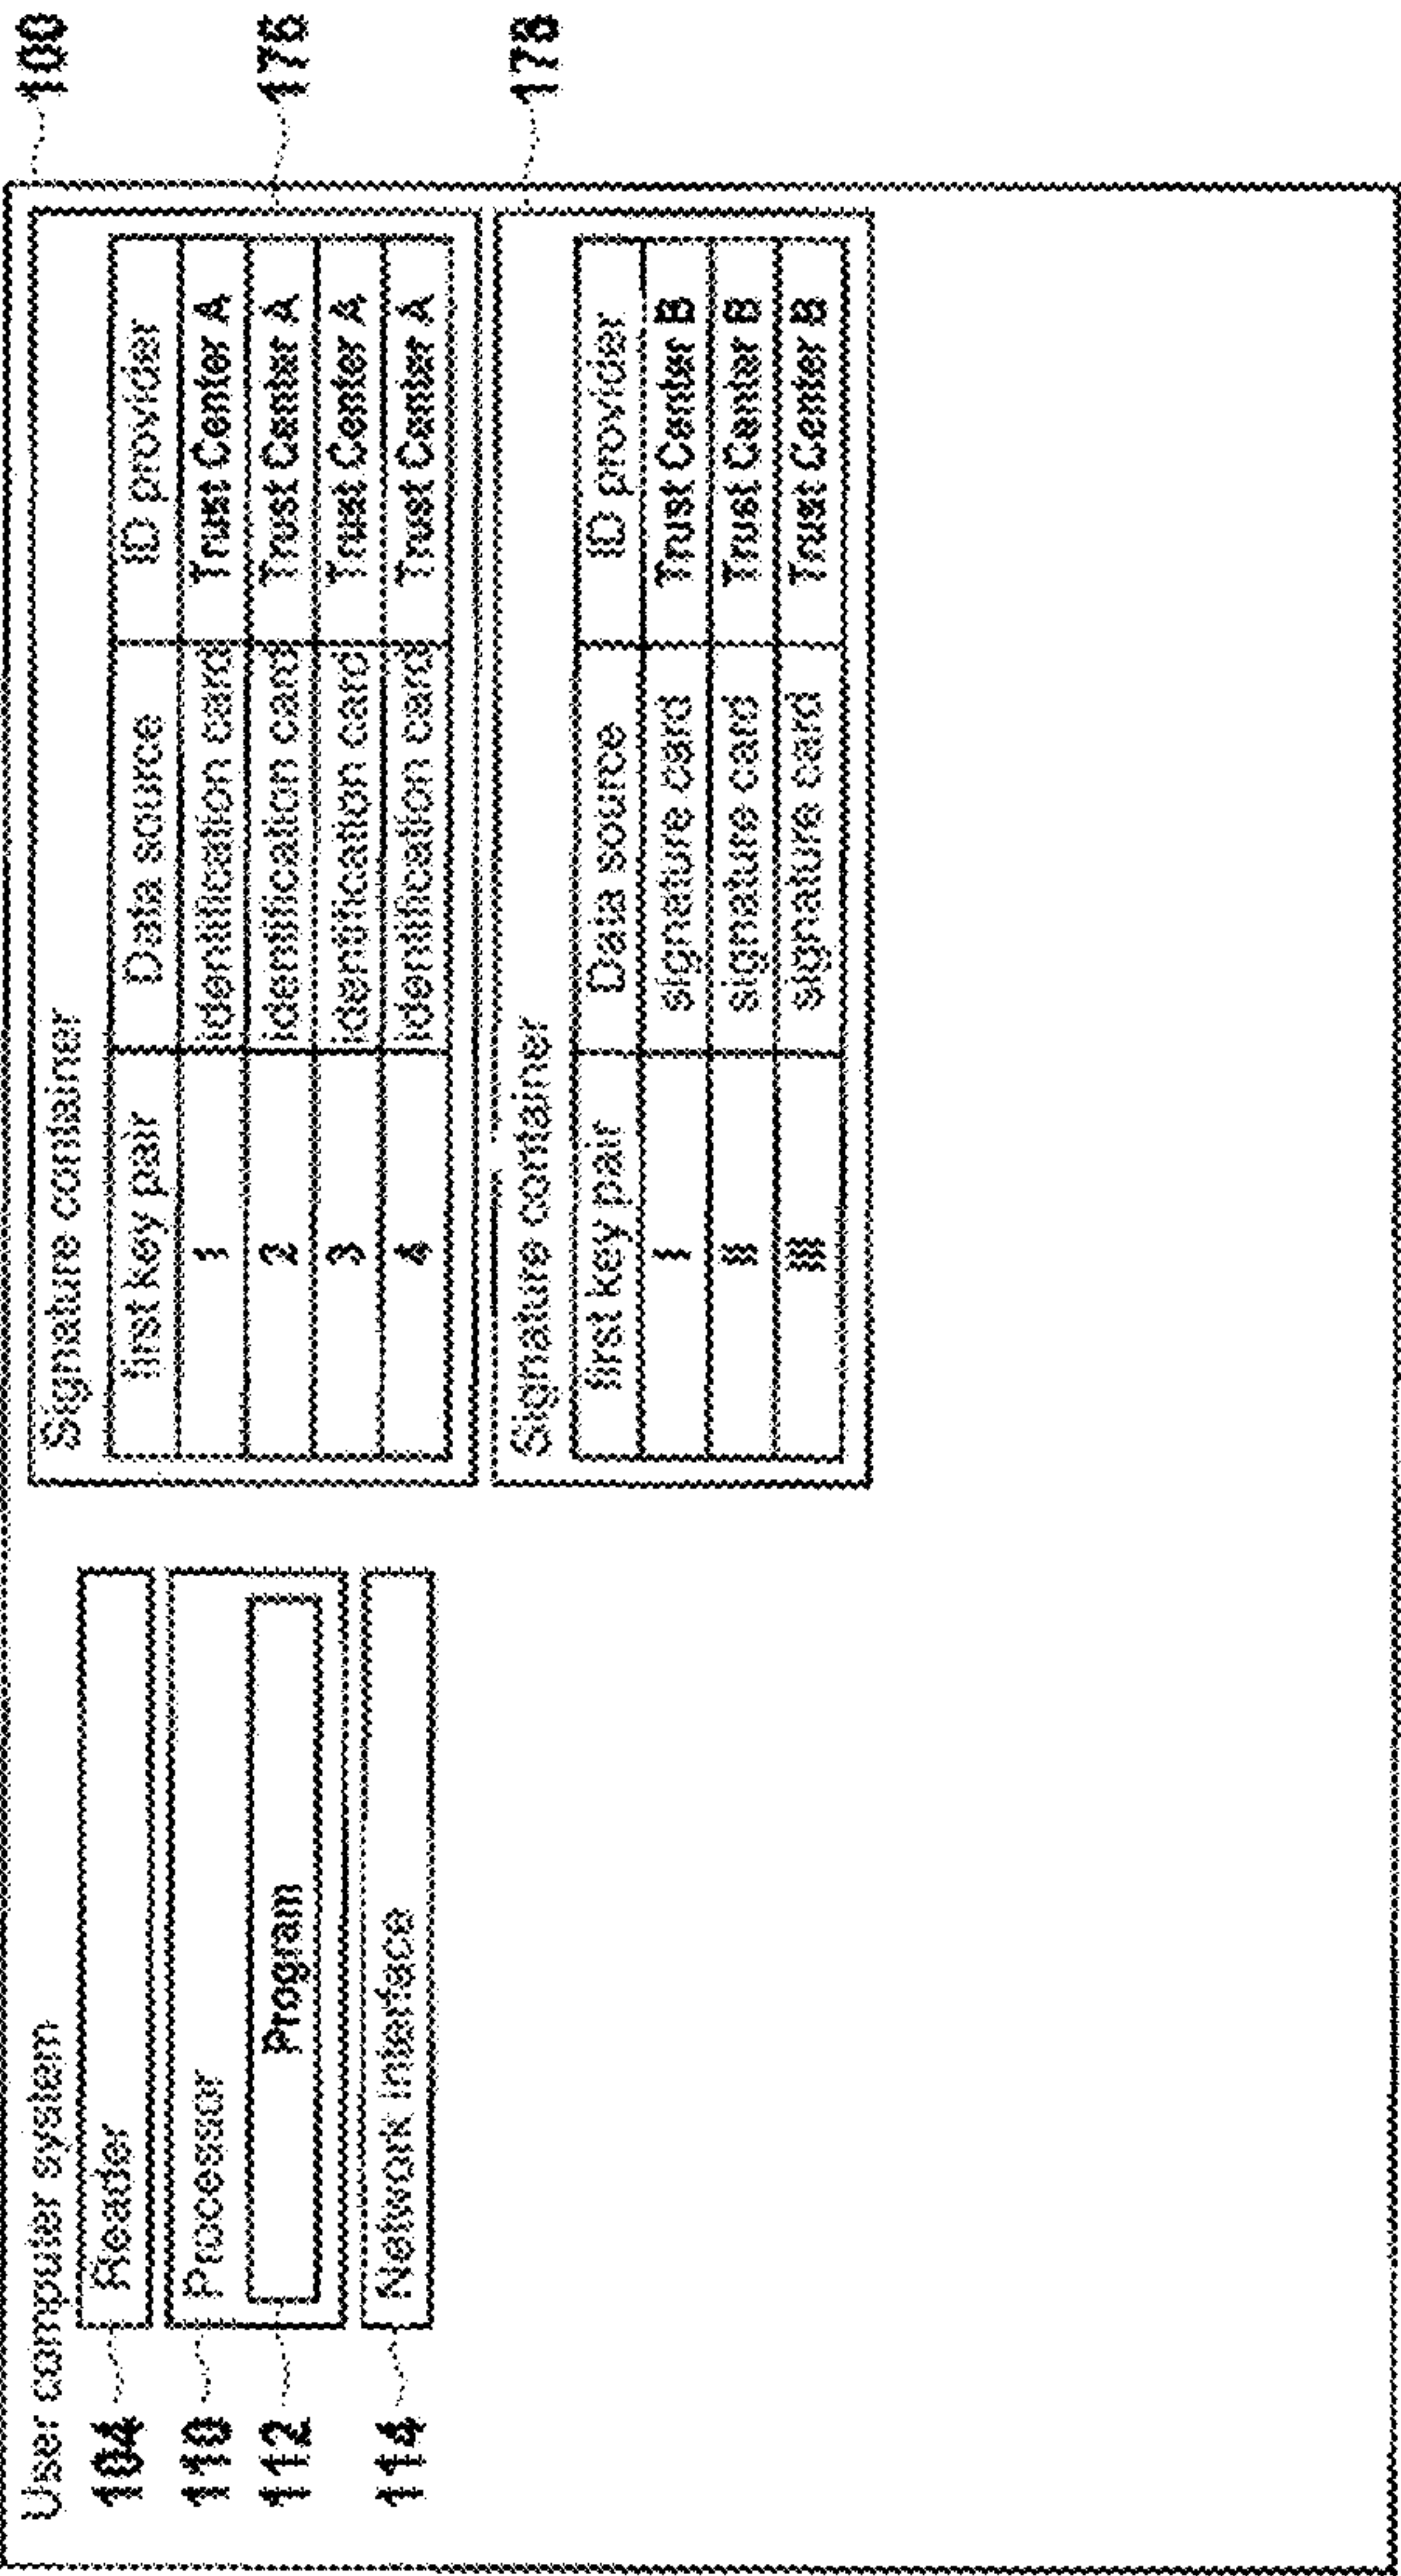 User computer system
104
Reader
110
Processor
112
Program
114
Network interface
100
176
Signature container
first key pair Data source ID provider
1 identification card Trust Center A
2 identification card Trust Center A
3 identification card Trust Center A
4 identification card Trust Center A
178
Signature container
first key pair Data source ID provider
I signature card Trust Center B
II signature card Trust Center B
III signature card Trust Center B